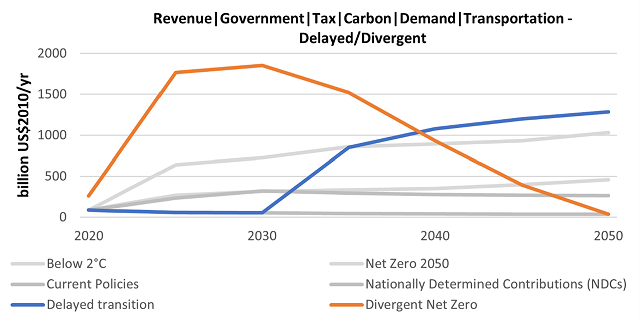 Revenue|Government|Tax|Carbon|Demand|Transportation -
Delayed/Divergent
billion US$2010/yr
2000
1500
1000
500
0
2020
2030
2040
2050
Below 2°C
Net Zero 2050
Current Policies
Nationally Determined Contributions (NDCs)
Delayed transition
Divergent Net Zero